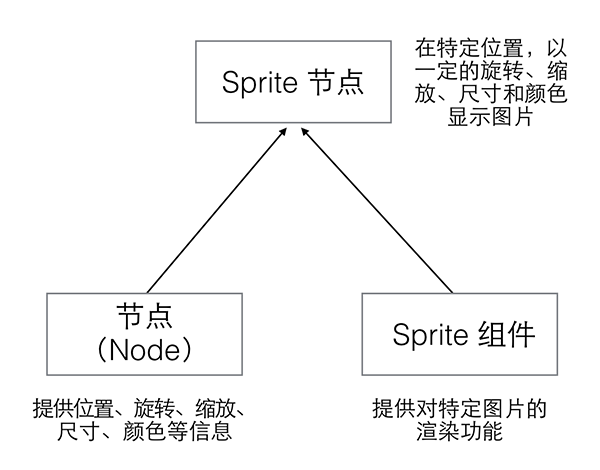 Sprite 节点
在特定位置，以
一定的旋转、缩
放、尺寸和颜色
显示图片
节点
（Node）
Sprite 组件
提供位置、旋转、缩放、
尺寸、颜色等信息
提供对特定图片的
渲染功能